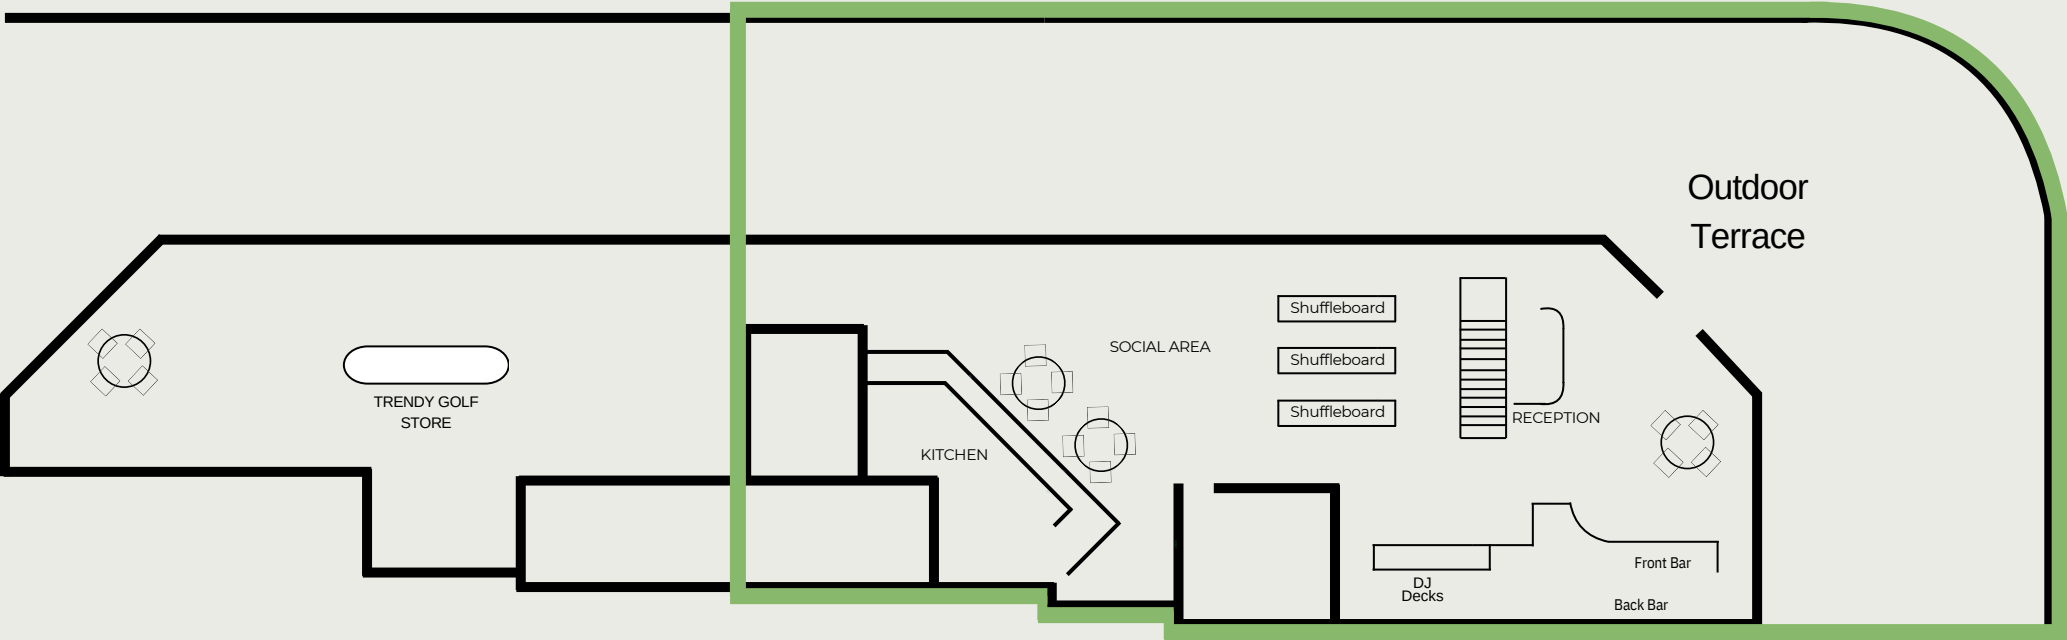 Outdoor
Terrace
Shuffleboard
SOCIAL AREA
Shuffleboard
TRENDY GOLF
STORE
Shuffleboard
RECEPTION
KITCHEN
Front Bar
DJ
Decks
Back Bar